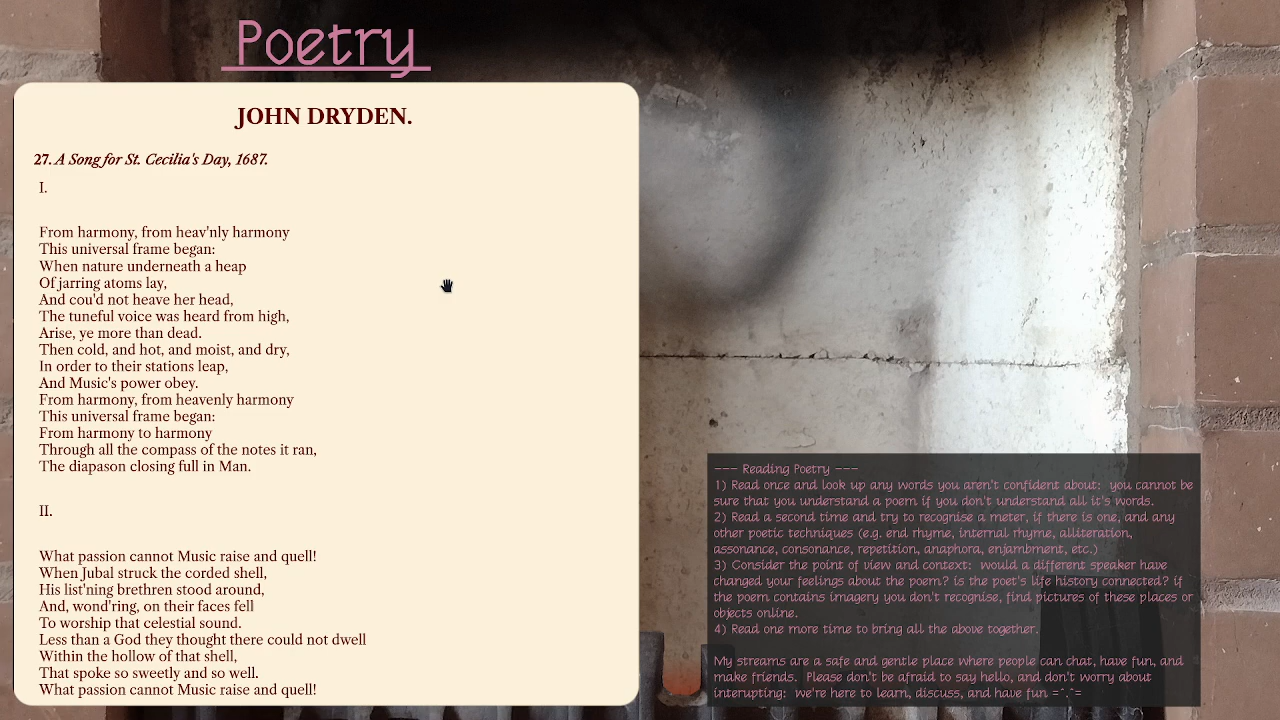 Poetry
JOHN DRYDEN.
27. A Song for St. Cecilia's Day, 1687.
I.
From harmony, from heav'nly harmony
This universal frame began:
When nature underneath a heap
Of jarring atoms lay,
And cou'd not heave her head,
The tuneful voice was heard from high,
Arise, ye more than dead.
Then cold, and hot, and moist, and dry,
In order to their stations leap,
And Music's power obey.
From harmony, from heavenly harmony
This universal frame began:
From harmony to harmony
Through all the compass of the notes it ran,
The diapason closing full in Man.
II.
What passion cannot Music raise and quell!
When Jubal struck the corded shell,
His list'ning brethren stood around,
And, wond'ring, on their faces fell
To worship that celestial sound.
Less than a God they thought there could not dwell
Within the hollow of that shell,
That spoke so sweetly and so well.
What passion cannot Music raise and quell!
--- Reading Poetry ---
1) Read once and look up any words you aren't confident about: you cannot be
sure that you understand a poem if you don't understand all it's words.
2) Read a second time and try to recognise a meter, if there is one, and any
other poetic techniques (e.g. end rhyme, internal rhyme, alliteration,
assonance, consonance, repetition, anaphora, enjambment, etc.)
3) Consider the point of view and context: would a different speaker have
changed your feelings about the poem? is the poet's life history connected? if
the poem contains imagery you don't recognise, find pictures of these places or
objects online.
4) Read one more time to bring all the above together.
My streams are a safe and gentle place where people can chat, have fun, and
make friends. Please don't be afraid to say hello, and don't worry about
interupting: we're here to learn, discuss, and have fun =^.^=